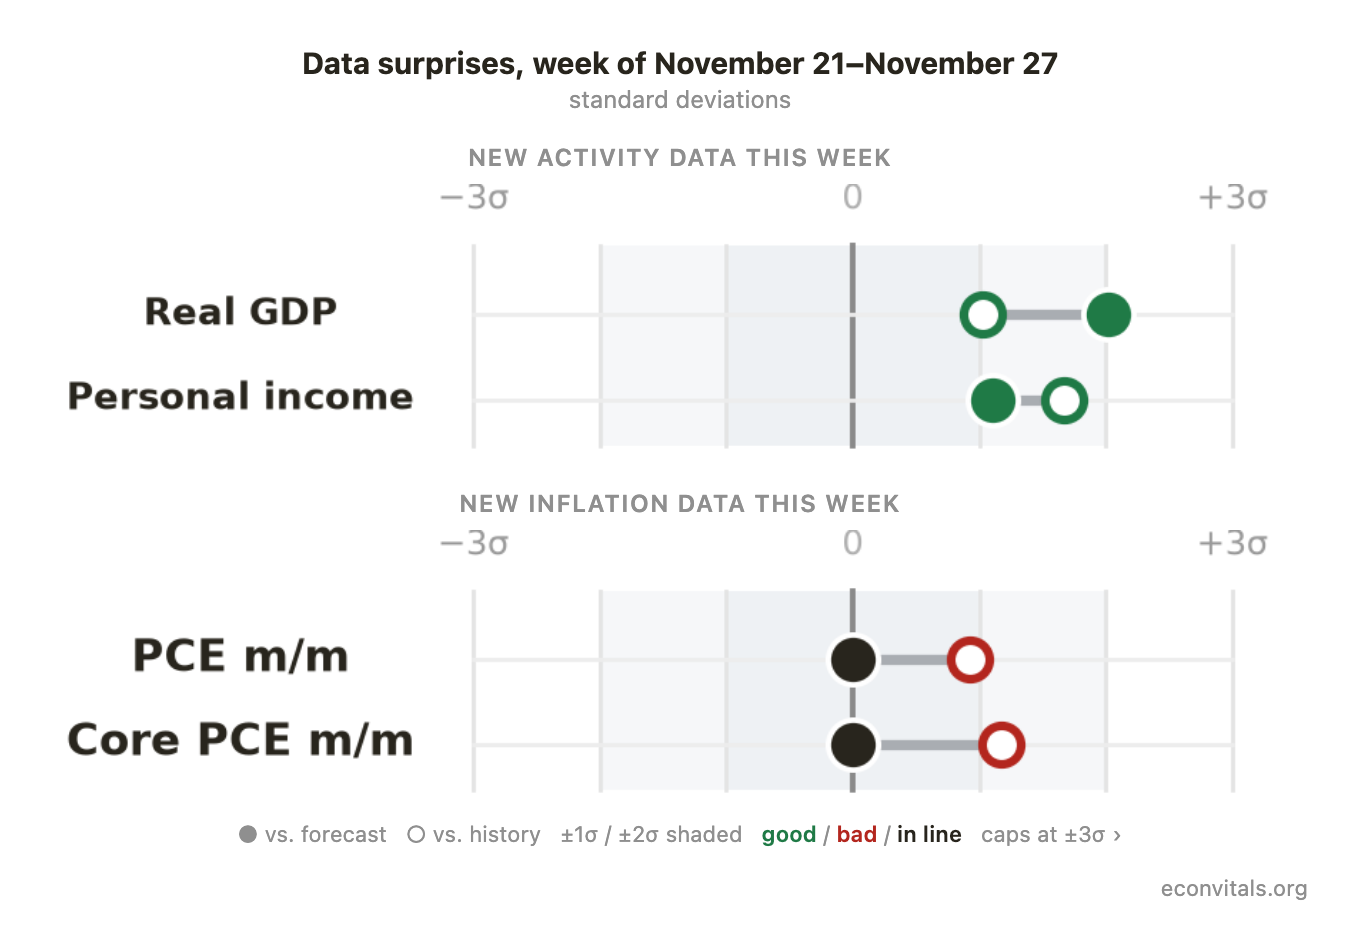 Data surprises, week of November 21–November 27
standard deviations
NEW ACTIVITY DATA THIS WEEK
−3σ 0 +3σ
Real GDP
Personal income
NEW INFLATION DATA THIS WEEK
−3σ 0 +3σ
PCE m/m
Core PCE m/m
vs. forecast vs. history ±1σ / ±2σ shaded good / bad / in line caps at ±3σ ›
econvitals.org